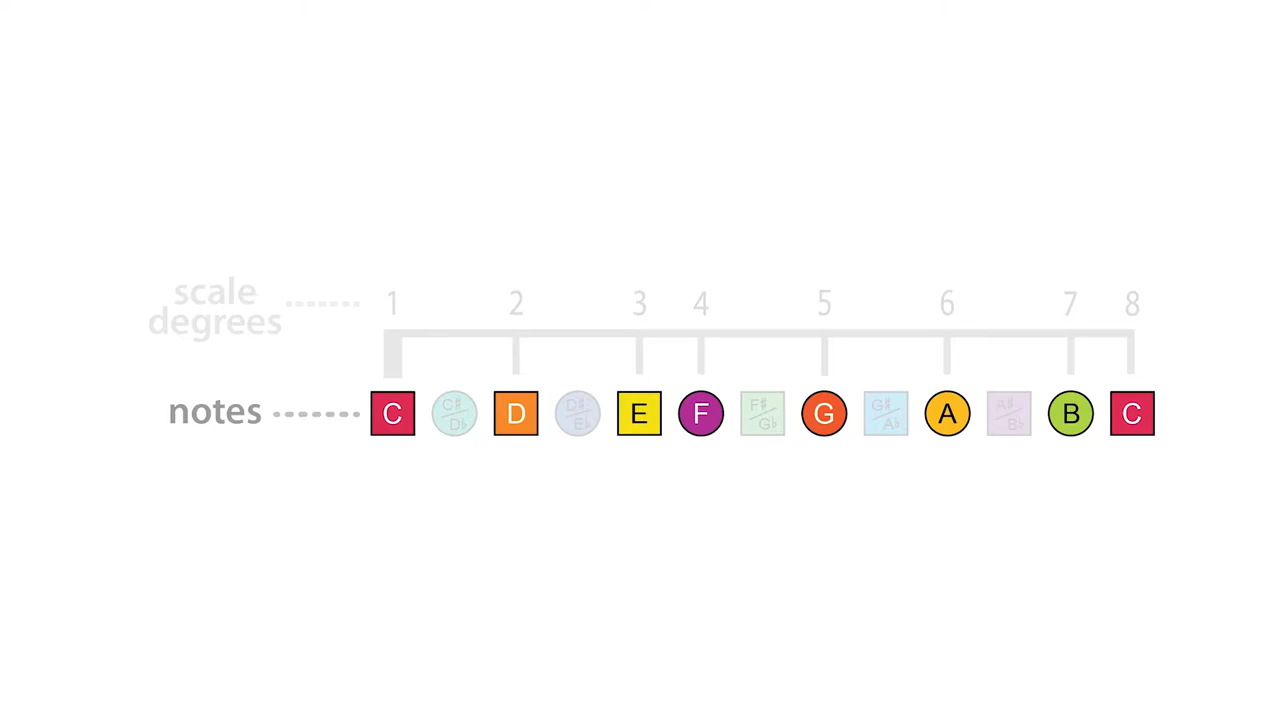 scale
degrees ....... 1 2 3 4 5 6 7 8
notes ....... C C♯/D♭ D D♯/E♭ E F F♯/G♭ G G♯/A♭ A A♯/B♭ B C